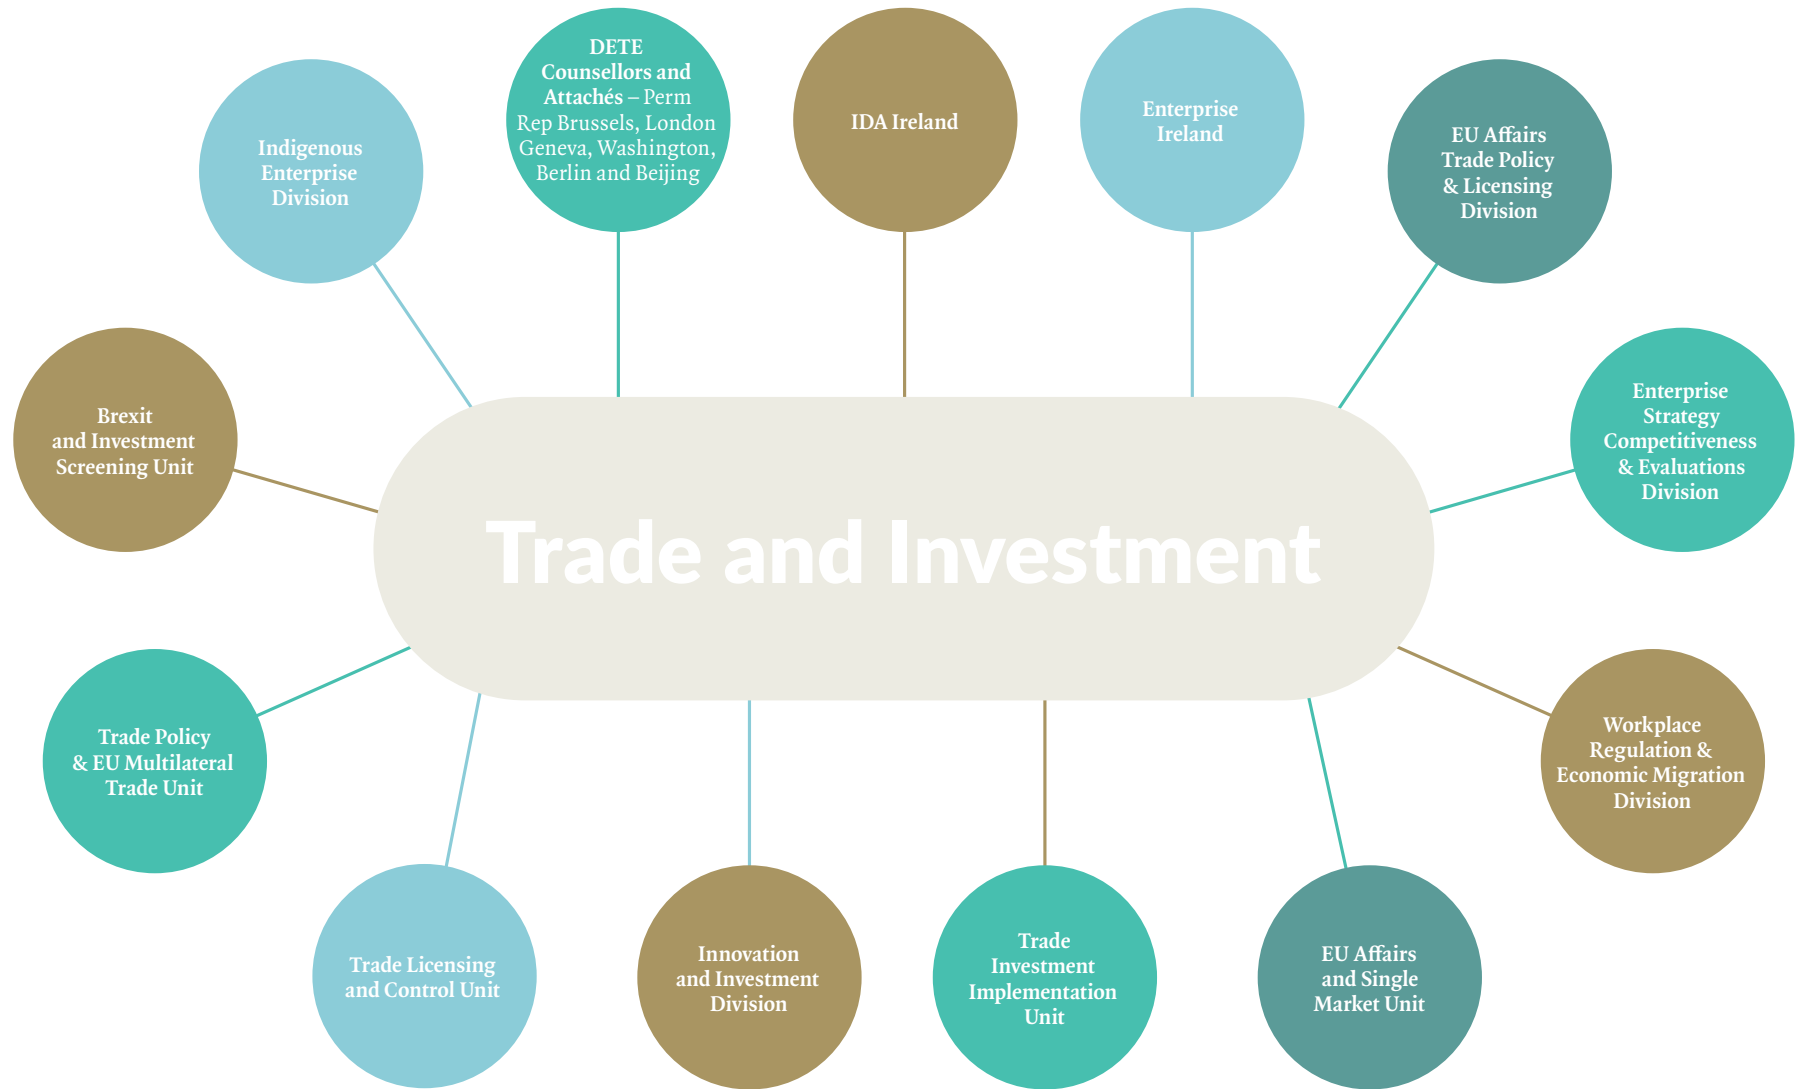 DETE
Counsellors and
Attachés – Perm
Rep Brussels, London
Geneva, Washington,
Berlin and Beijing
IDA Ireland
Enterprise
Ireland
Indigenous
Enterprise
Division
EU Affairs
Trade Policy
& Licensing
Division
Brexit
and Investment
Screening Unit
Enterprise
Strategy
Competitiveness
& Evaluations
Division
Trade and Investment
Trade Policy
& EU Multilateral
Trade Unit
Workplace
Regulation &
Economic Migration
Division
Trade Licensing
and Control Unit
Innovation
and Investment
Division
Trade
Investment
Implementation
Unit
EU Affairs
and Single
Market Unit